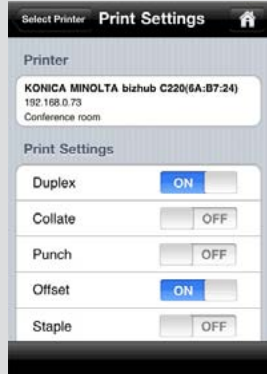 Select Printer Print Settings
Printer
KONICA MINOLTA bizhub C220(6A:B7:24)
192.168.0.73
Conference room
Print Settings
Duplex ON
Collate OFF
Punch OFF
Offset ON
Staple OFF